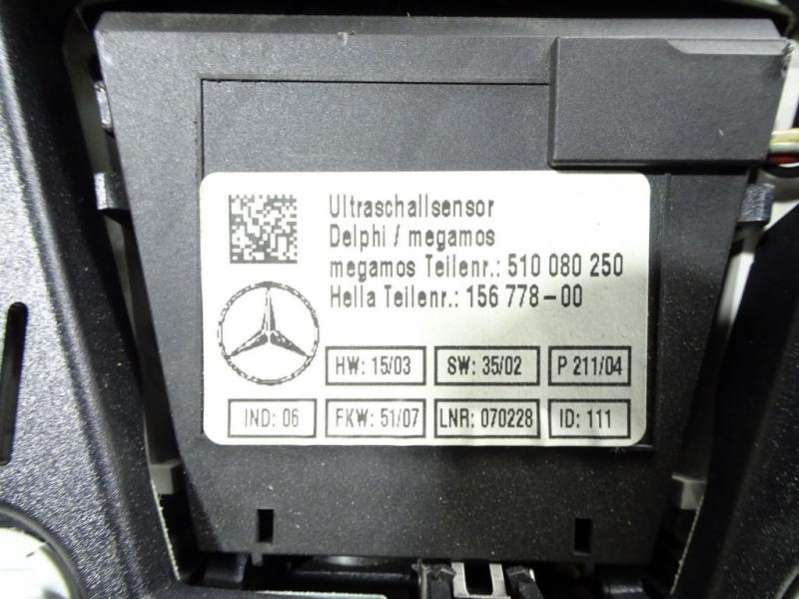 Ultraschallsensor
Delphi / megamos
megamos Teilenr.: 510 080 250
Hella Teilenr.: 156 778-00
HW: 15/03
SW: 35/02
P 211/04
IND: 06
FKW: 51/07
LNR: 070228
ID: 111